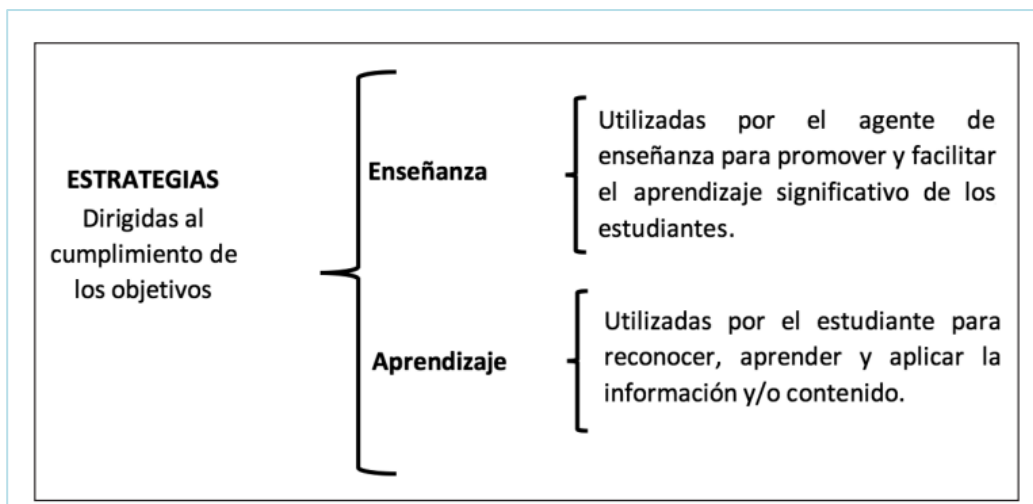 ESTRATEGIAS
Dirigidas al
cumplimiento de
los objetivos
Enseñanza
Utilizadas por el agente de
enseñanza para promover y facilitar
el aprendizaje significativo de los
estudiantes.
Aprendizaje
Utilizadas por el estudiante para
reconocer, aprender y aplicar la
información y/o contenido.